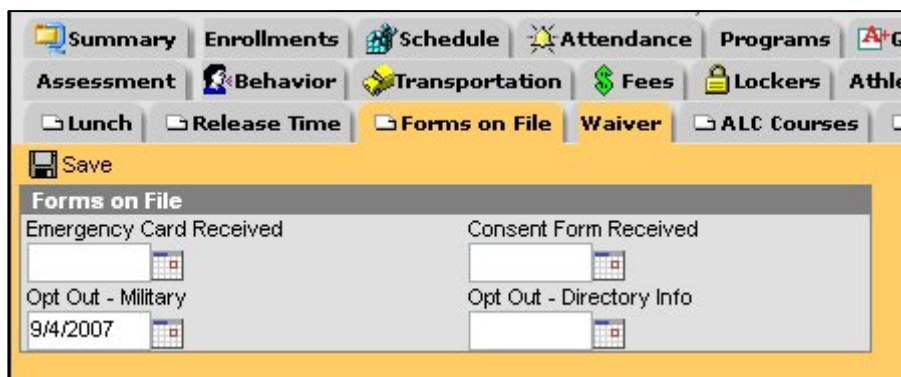 Summary Enrollments Schedule Attendance Programs A+
Assessment Behavior Transportation $ Fees Lockers
Lunch Release Time Forms on File Waiver ALC Courses
Save
Forms on File
Emergency Card Received Consent Form Received
Opt Out - Military Opt Out - Directory Info
9/4/2007